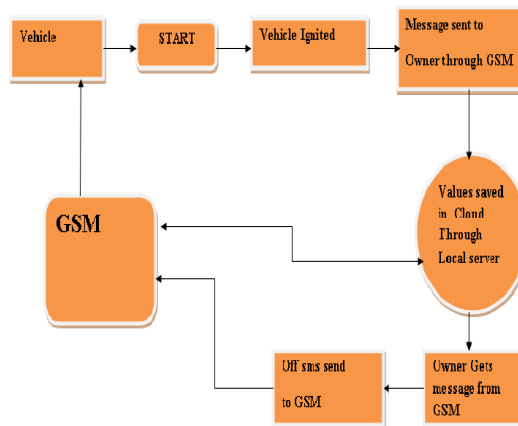 Vehicle
START
Vehicle Ignited
Message sent to
Owner through GSM
Values saved
in Cloud
Through
Local server
GSM
Off sms send
to GSM
Owner Gets
message from
GSM